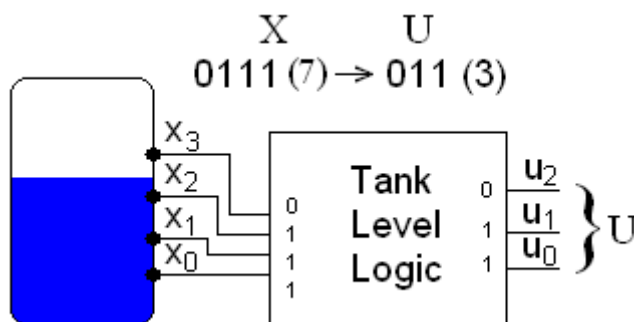 X U
0111 (7) → 011 (3)
x3
x2
x1
x0
0
1
1
1
Tank
Level
Logic
0
1
1
u2
u1
u0
} U